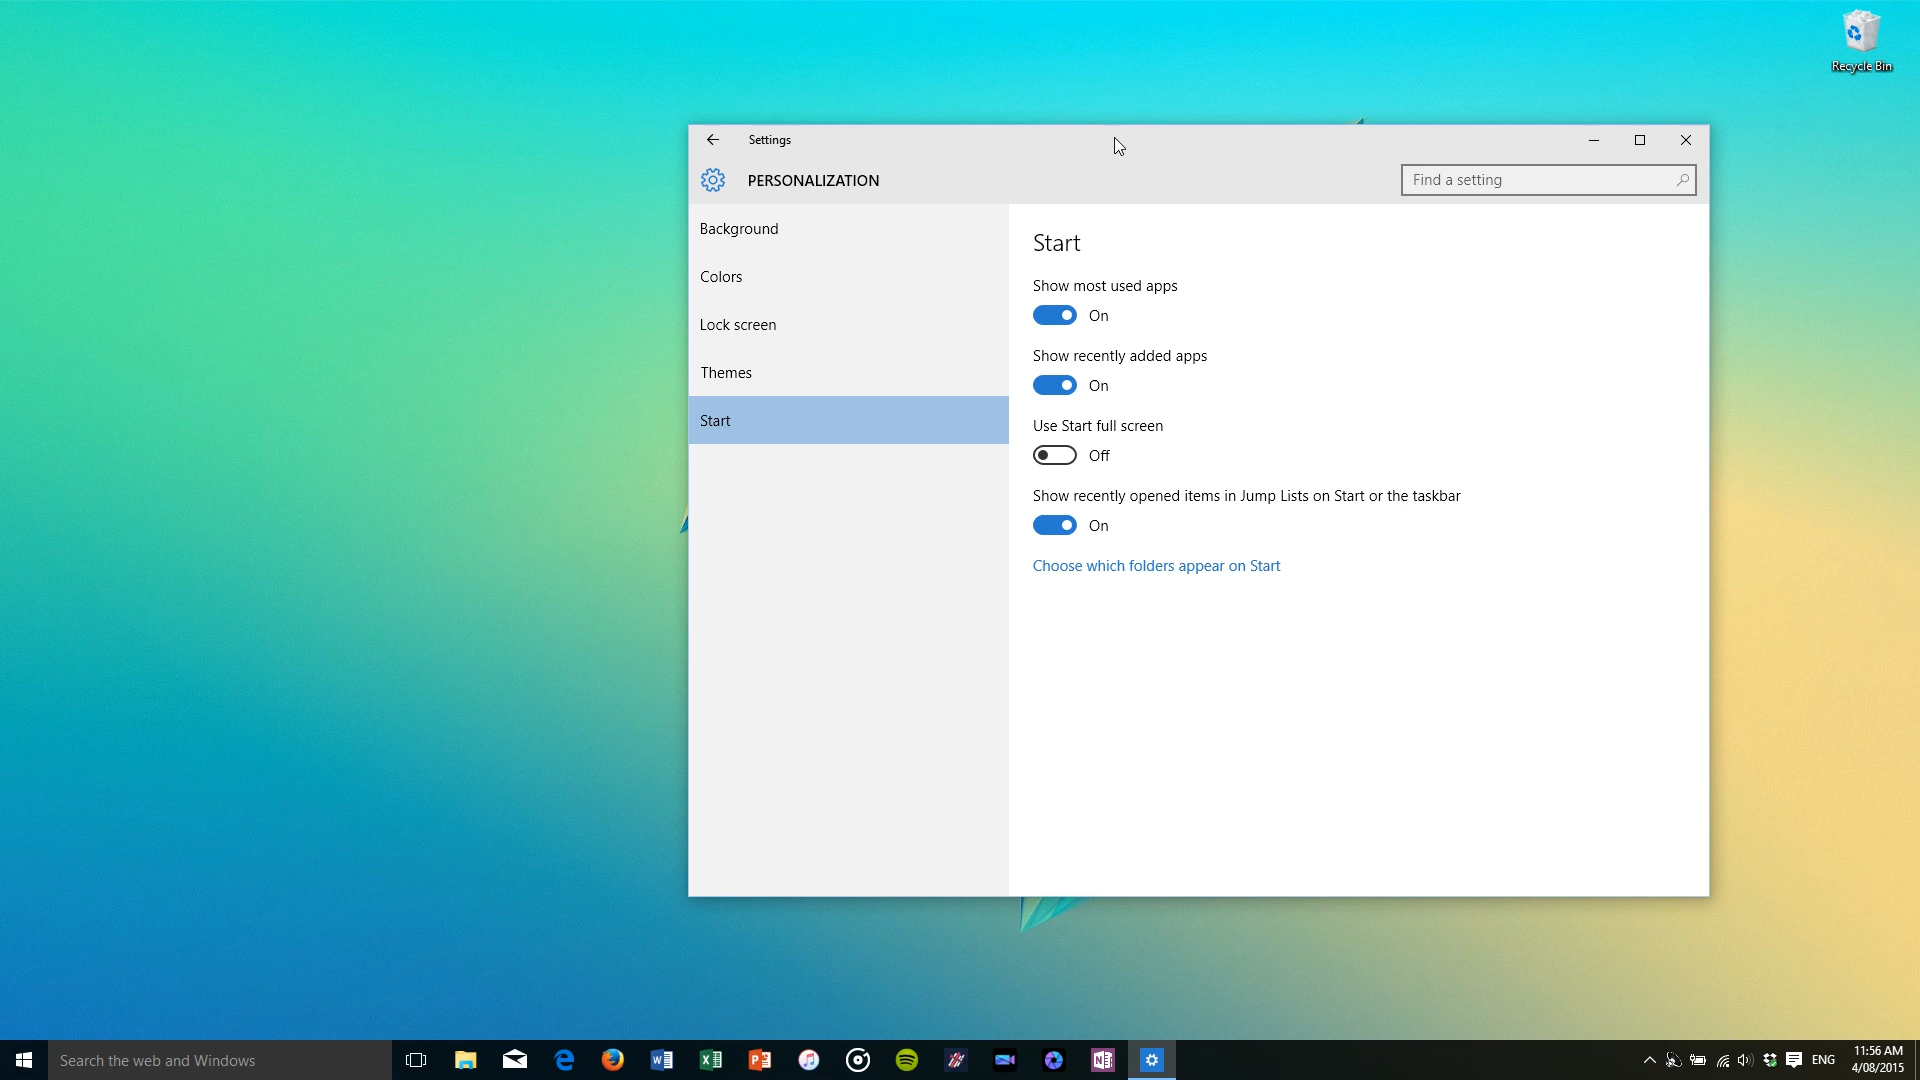 Recycle Bin
Settings
PERSONALIZATION
Find a setting
Background
Colors
Lock screen
Themes
Start
Start
Show most used apps
On
Show recently added apps
On
Use Start full screen
Off
Show recently opened items in Jump Lists on Start or the taskbar
On
Choose which folders appear on Start
Search the web and Windows
ENG
11:56 AM
4/08/2015